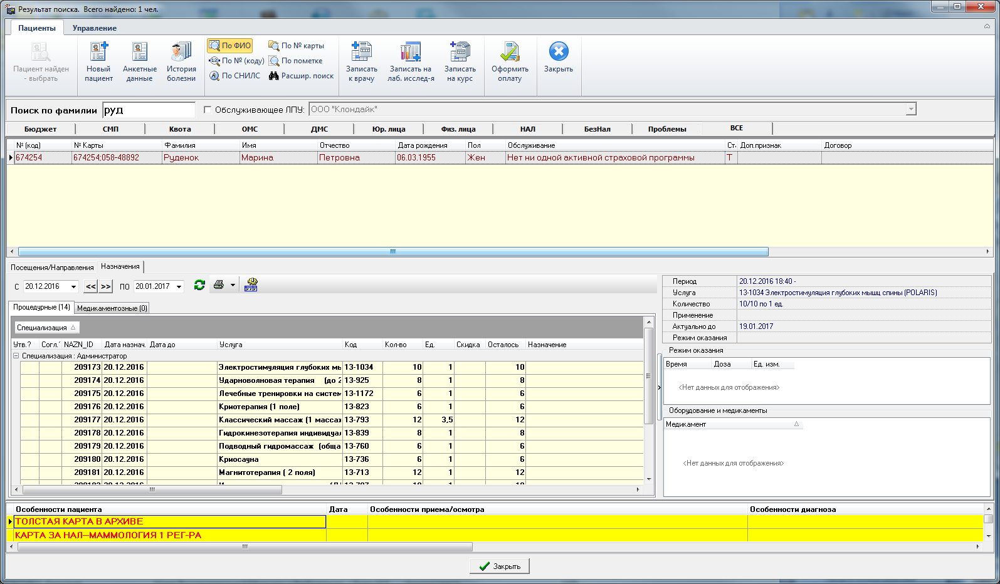 Результат поиска.  Всего найдено: 1 чел.
Пациенты Управление
Пациент найден - выбрать
Новый пациент
Анкетные данные
История болезни
По ФИО По № карты
По № (коду) По пометке
По СНИЛС Расшир. поиск
Записать к врачу
Записать на лаб. исслед-я
Записать на курс
Оформить оплату
Закрыть
Поиск по фамилии руд Обслуживающее ЛПУ: ООО "Клондайк"
Бюджет СМП Квота ОМС ДМС Юр. лица Физ. лица НАЛ БезНал Проблемы ВСЕ
№ (код) № Карты Фамилия Имя Отчество Дата рождения Пол Обслуживание Ст. Доп.признак Договор
674254 674254;058-48892 Руденок Марина Петровна 06.03.1955 Жен Нет ни одной активной страховой программы Т
Посещения/Направления Назначения
С 20.12.2016 << >> ПО 20.01.2017
Процедурные (14) Медикаментозные (0)
Специализация
Утв.? Согл. NAZN_ID Дата назнач. Дата до Услуга Код Кол-во Ед. Скидка Осталось Назначение
Специализация : Администратор
209173 20.12.2016 Электростимуляция глубоких мы 13-1034 10 1 10
209174 20.12.2016 Ударноволновая терапия (до 2 13-925 8 1 8
209175 20.12.2016 Лечебные тренировки на систем 13-1172 6 1 6
209176 20.12.2016 Криотерапия (1 поле) 13-823 6 1 6
209177 20.12.2016 Классический массаж (1 массаж 13-793 12 3,5 12
209178 20.12.2016 Гидрокинезотерапия индивидуал 13-839 8 1 8
209179 20.12.2016 Подводный гидромассаж (обща 13-760 6 1 6
209180 20.12.2016 Криосауна 13-736 6 1 6
209181 20.12.2016 Магнитотерапия ( 2 поля) 13-713 12 1 12
Период 20.12.2016 18:40 -
Услуга 13-1034 Электростимуляция глубоких мышц спины (POLARIS)
Количество 10/10 по 1 ед.
Применение
Актуально до 19.01.2017
Режим оказания
Режим оказания
Время Доза Ед. изм.
<Нет данных для отображения>
Оборудование и медикаменты
Медикамент
<Нет данных для отображения>
Особенности пациента Дата Особенности приема/осмотра Особенности диагноза
ТОЛСТАЯ КАРТА В АРХИВЕ
КАРТА ЗА НАЛ-МАММОЛОГИЯ 1 РЕГ-РА
Закрыть